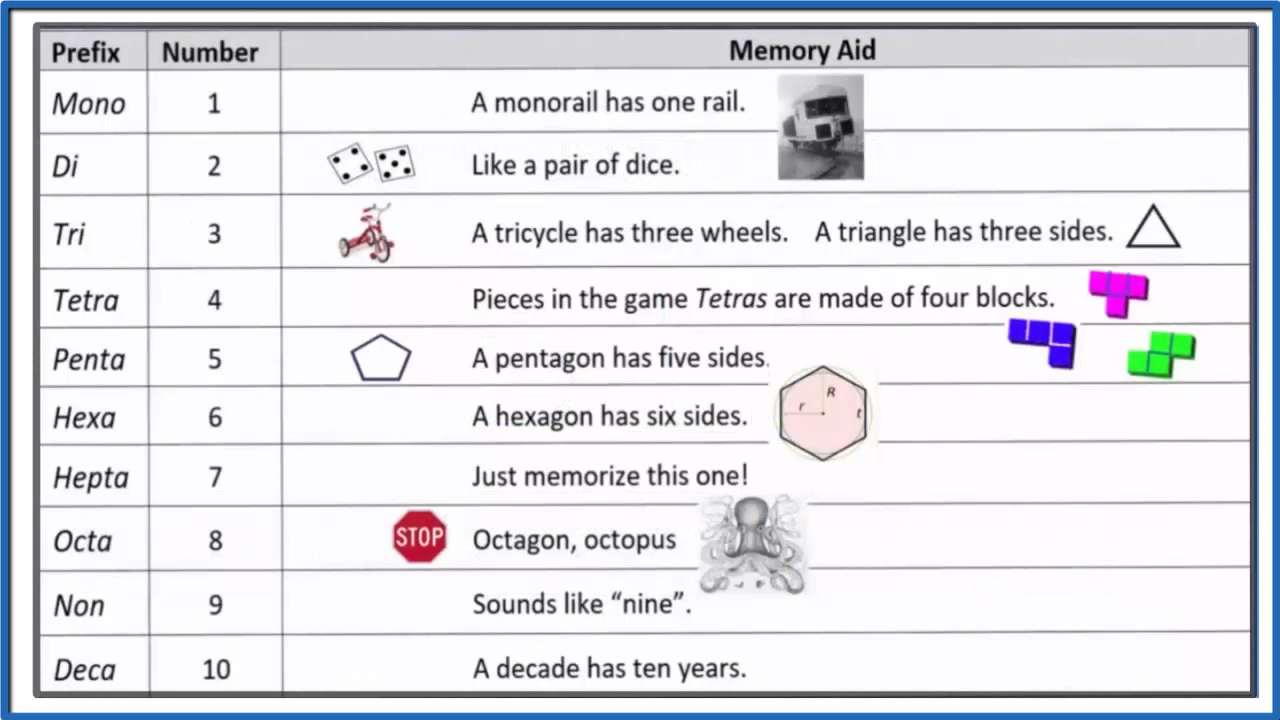 Prefix Number Memory Aid
Mono 1 A monorail has one rail.
Di 2 Like a pair of dice.
Tri 3 A tricycle has three wheels. A triangle has three sides.
Tetra 4 Pieces in the game Tetras are made of four blocks.
Penta 5 A pentagon has five sides.
Hexa 6 A hexagon has six sides. r R t
Hepta 7 Just memorize this one!
Octa 8 STOP Octagon, octopus
Non 9 Sounds like “nine”.
Deca 10 A decade has ten years.